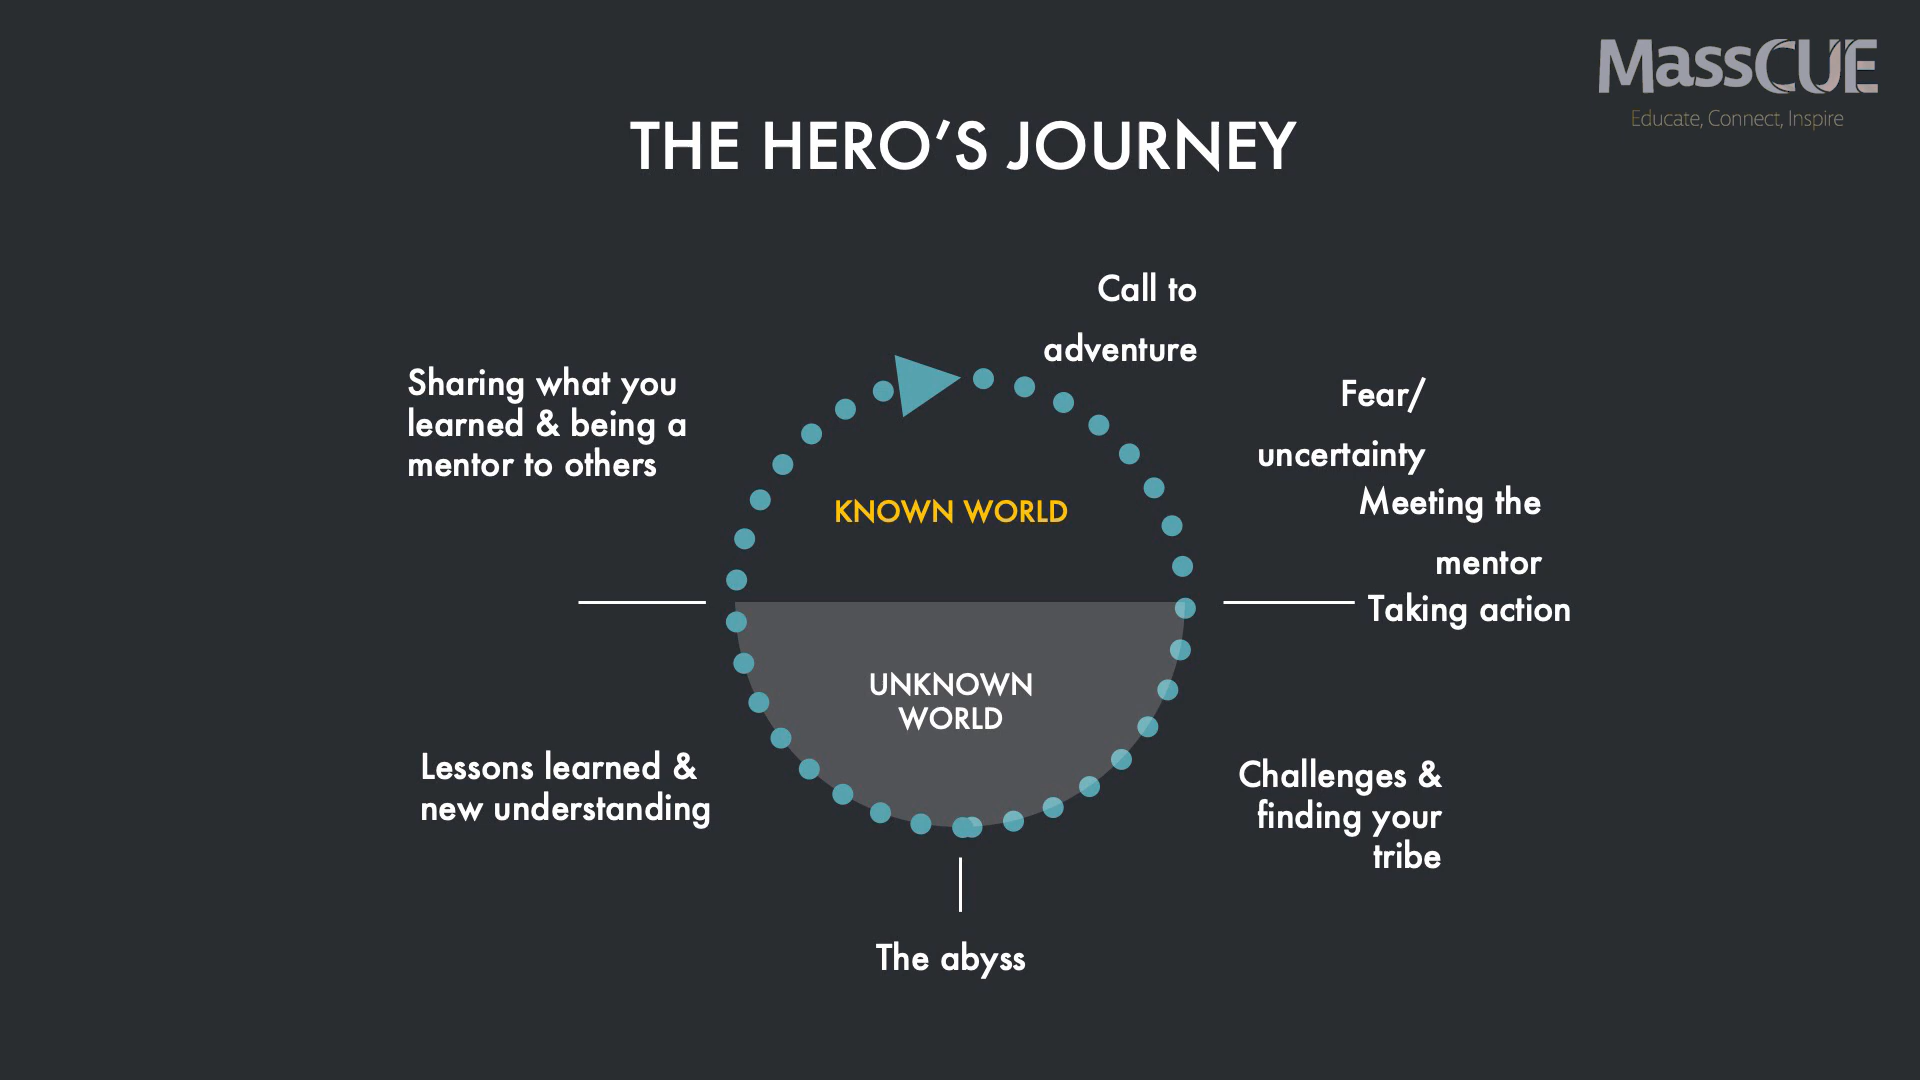 MassCUE
Educate, Connect, Inspire
THE HERO’S JOURNEY
Call to
adventure
Fear/
uncertainty
Meeting the
mentor
Taking action
Challenges &
finding your
tribe
The abyss
Lessons learned &
new understanding
Sharing what you
learned & being a
mentor to others
KNOWN WORLD
UNKNOWN
WORLD